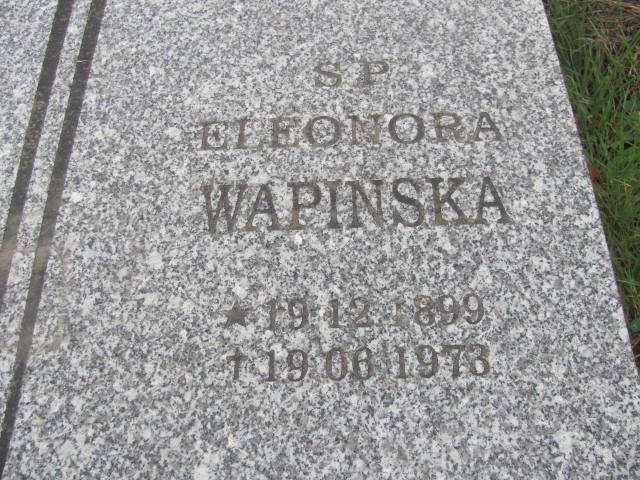 SP
ELEONORA
WAPINSKA
★ 19.12.1899
† 19.06.1973